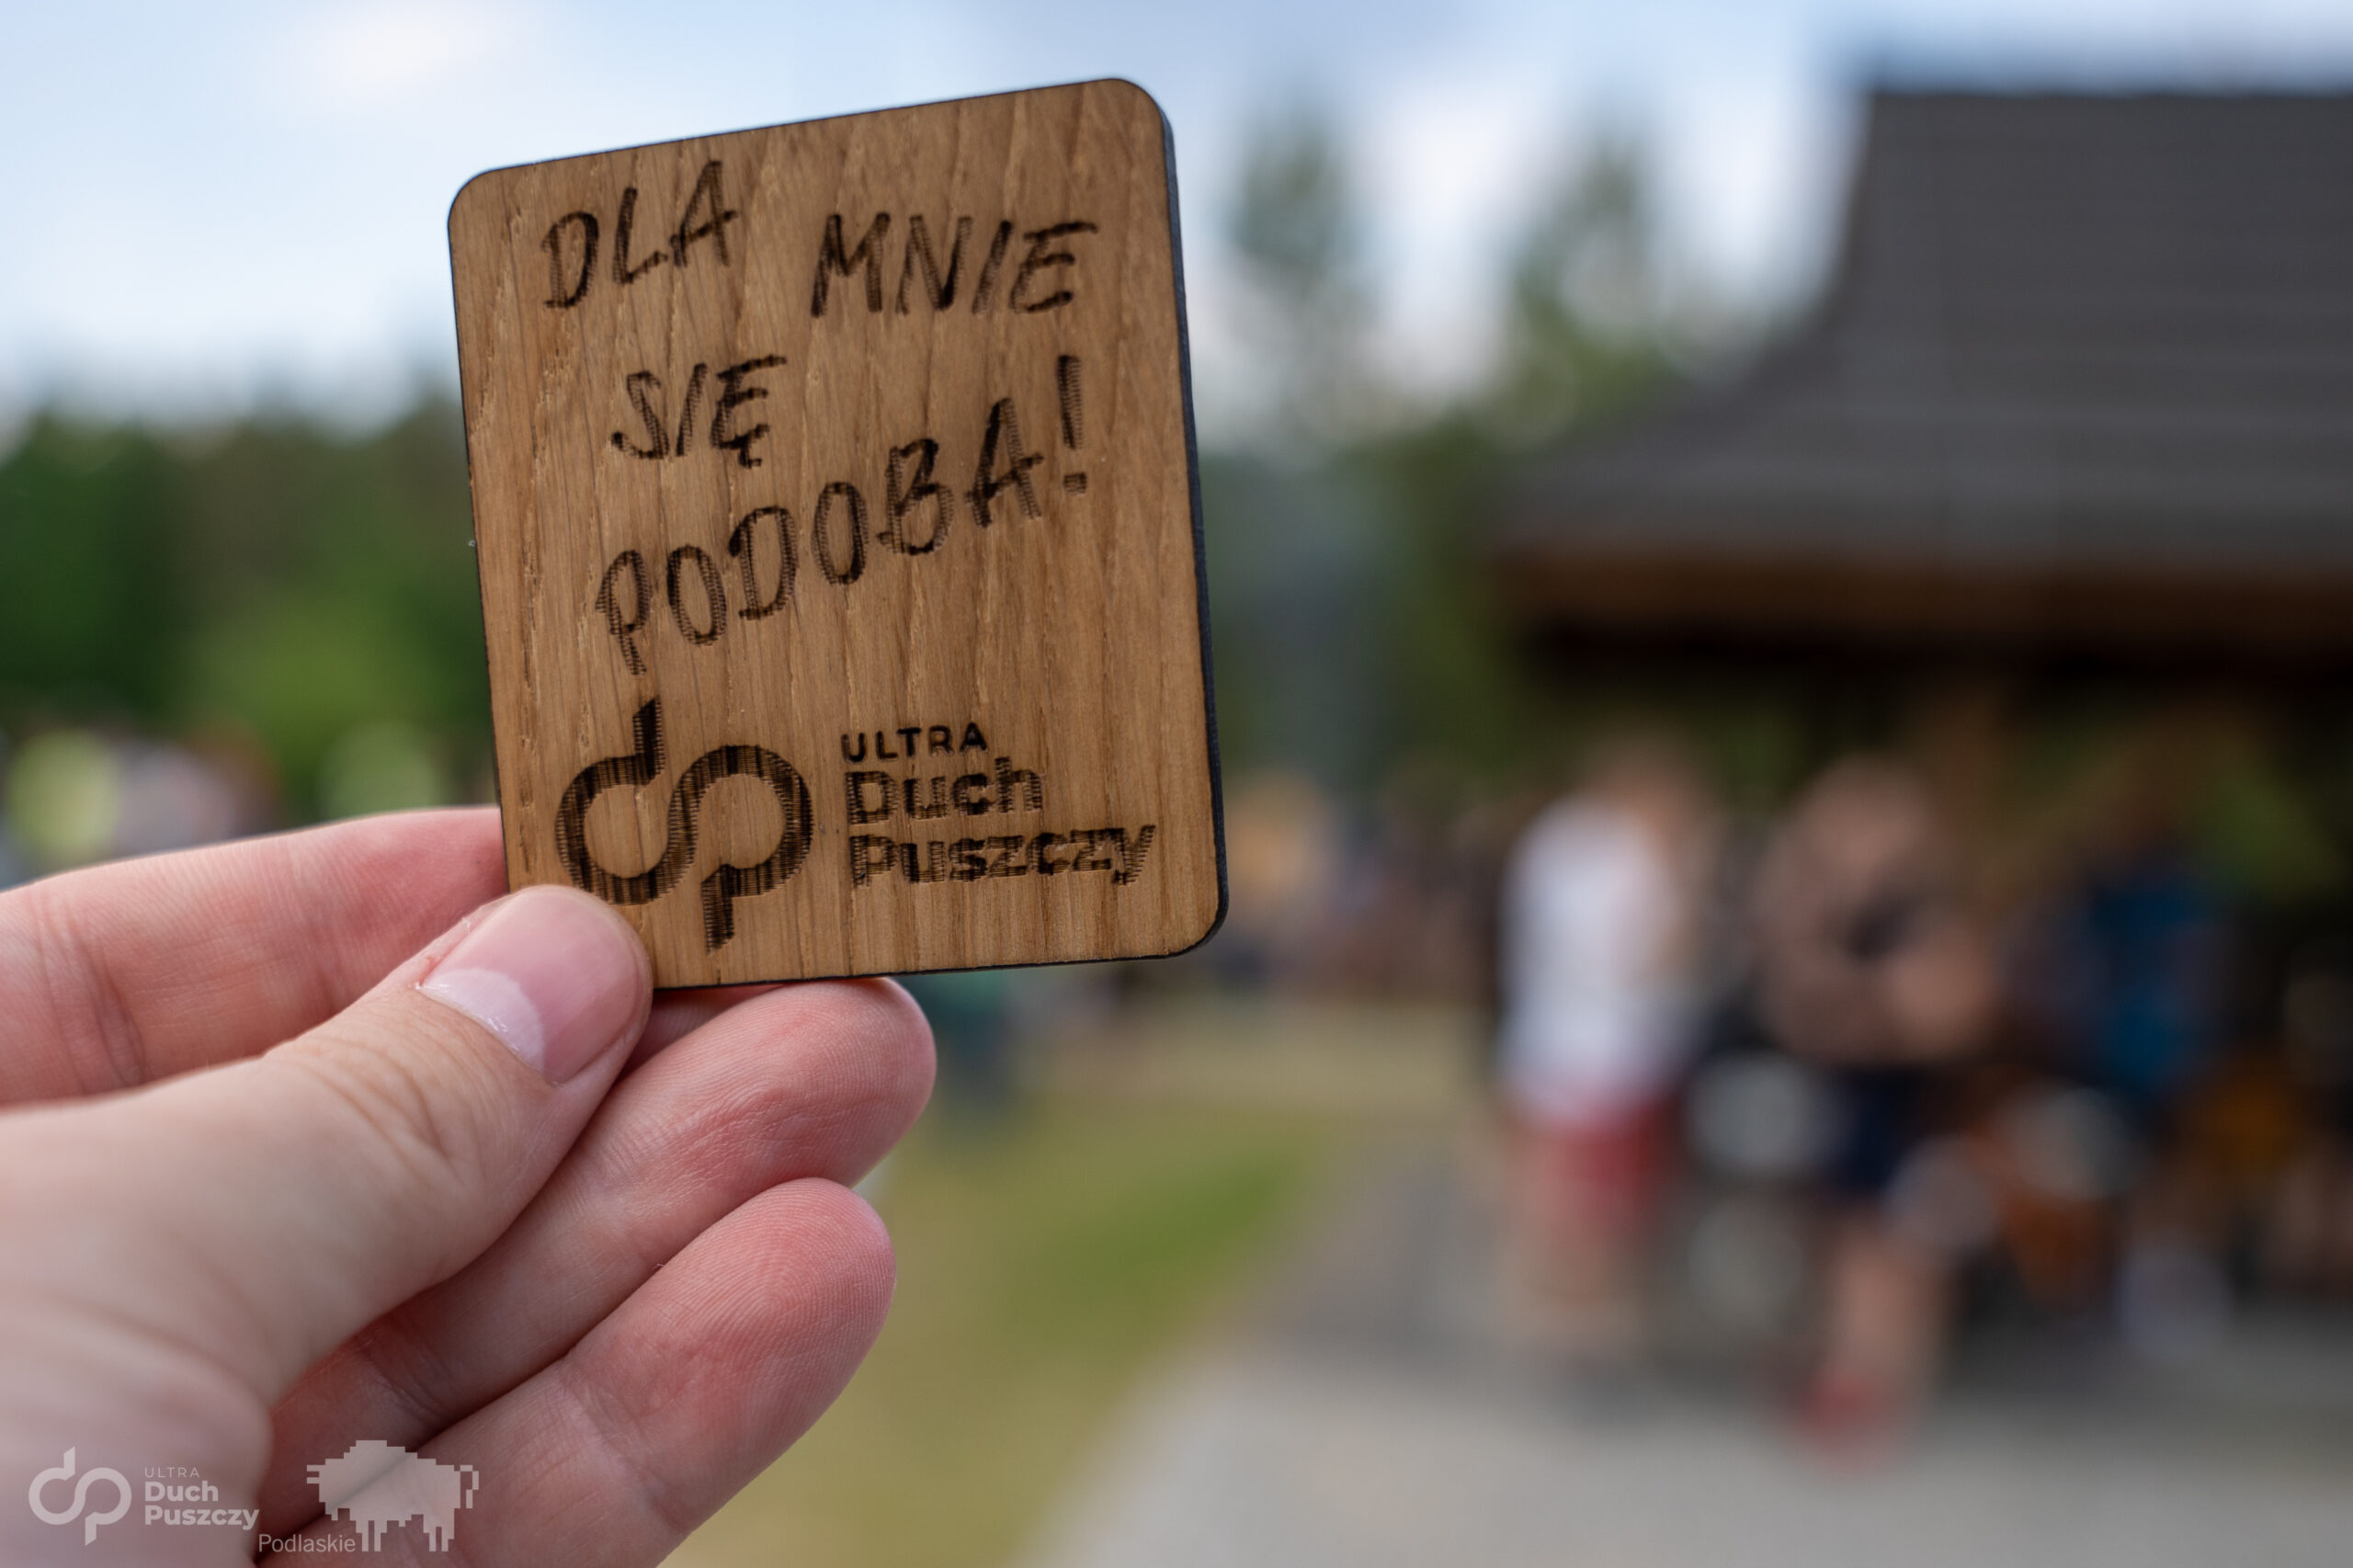 DLA MNIE
SIĘ
PODOBA!
ULTRA
Duch
Puszczy
ULTRA
Duch
Puszczy
Podlaskie